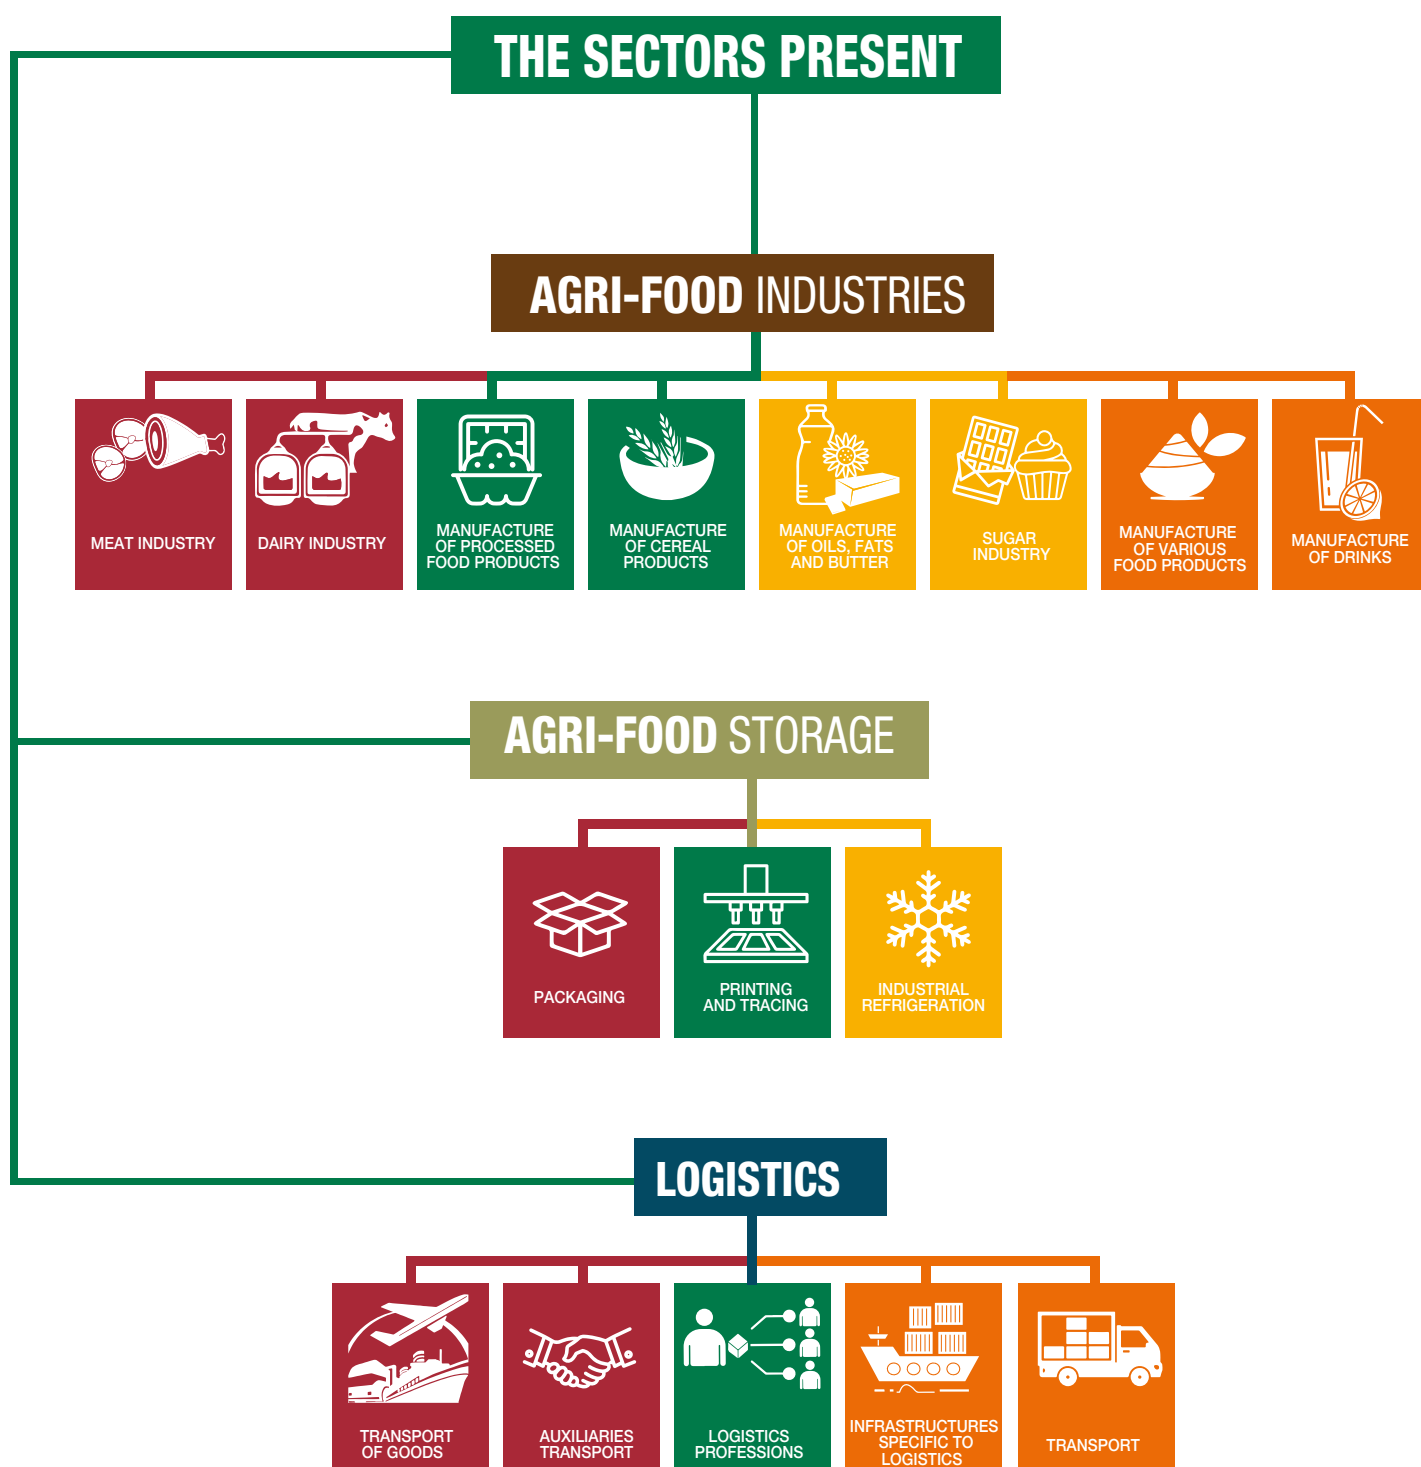 THE SECTORS PRESENT
AGRI-FOOD INDUSTRIES
MEAT INDUSTRY
DAIRY INDUSTRY
MANUFACTURE
OF PROCESSED
FOOD PRODUCTS
MANUFACTURE
OF CEREAL
PRODUCTS
MANUFACTURE
OF OILS, FATS
AND BUTTER
SUGAR
INDUSTRY
MANUFACTURE
OF VARIOUS
FOOD PRODUCTS
MANUFACTURE
OF DRINKS
AGRI-FOOD STORAGE
PACKAGING
PRINTING
AND TRACING
INDUSTRIAL
REFRIGERATION
LOGISTICS
TRANSPORT
OF GOODS
AUXILIARIES
TRANSPORT
LOGISTICS
PROFESSIONS
INFRASTRUCTURES
SPECIFIC TO
LOGISTICS
TRANSPORT